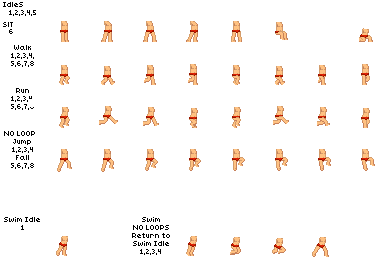 IdleS
1,2,3,4,5
SIT
6
Walk
1,2,3,4,
5,6,7,8
Run
1,2,3,4
5,6,7,8
NO LOOP
Jump
1,2,3,4
Fall
5,6,7,8
Swim Idle
1
Swim
NO LOOPS
Return to
Swim Idle
1,2,3,4